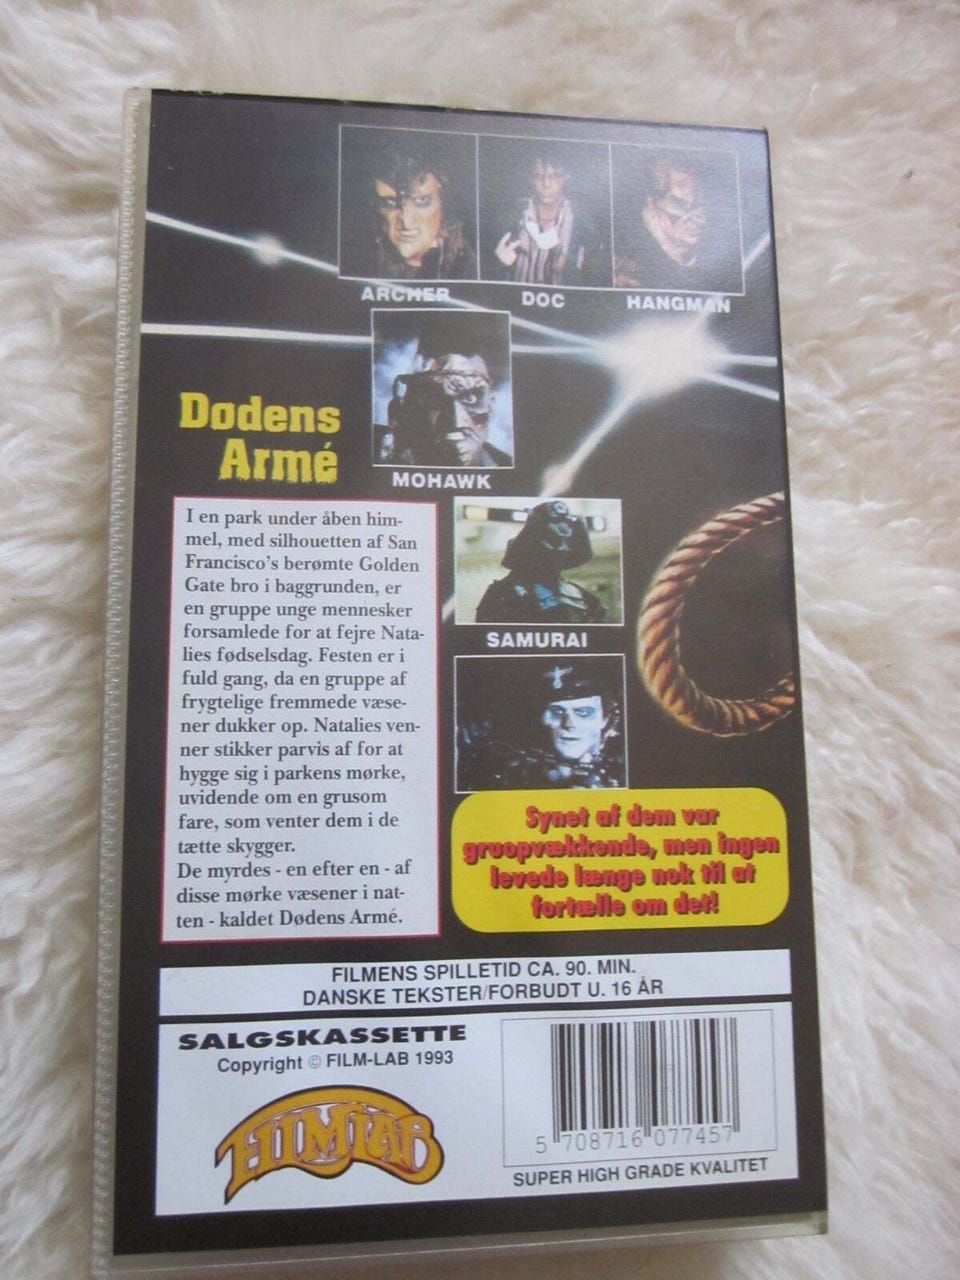 ARCHER
DOC
HANGMAN
MOHAWK
Dødens
Armé
SAMURAI
I en park under åben him-
mel, med silhouetten af San
Francisco's berømte Golden
Gate bro i baggrunden, er
en gruppe unge mennesker
forsamlede for at fejre Nata-
lies fødselsdag. Festen er i
fuld gang, da en gruppe af
frygtelige fremmede væse-
ner dukker op. Natalies ven-
ner stikker parvis af for at
hygge sig i parkens mørke,
uvidende om en grusom
fare, som venter dem i de
tætte skygger.
De myrdes - en efter en - af
disse mørke væsener i nat-
ten - kaldet Dødens Armé.
Synet af dem var
gruopvækkende, men ingen
levede længe nok til at
fortælle om det!
FILMENS SPILLETID CA. 90. MIN.
DANSKE TEKSTER/FORBUDT U. 16 ÅR
SALGSKASSETTE
Copyright © FILM-LAB 1993
FILMLAB
5 708716 077457
SUPER HIGH GRADE KVALITET